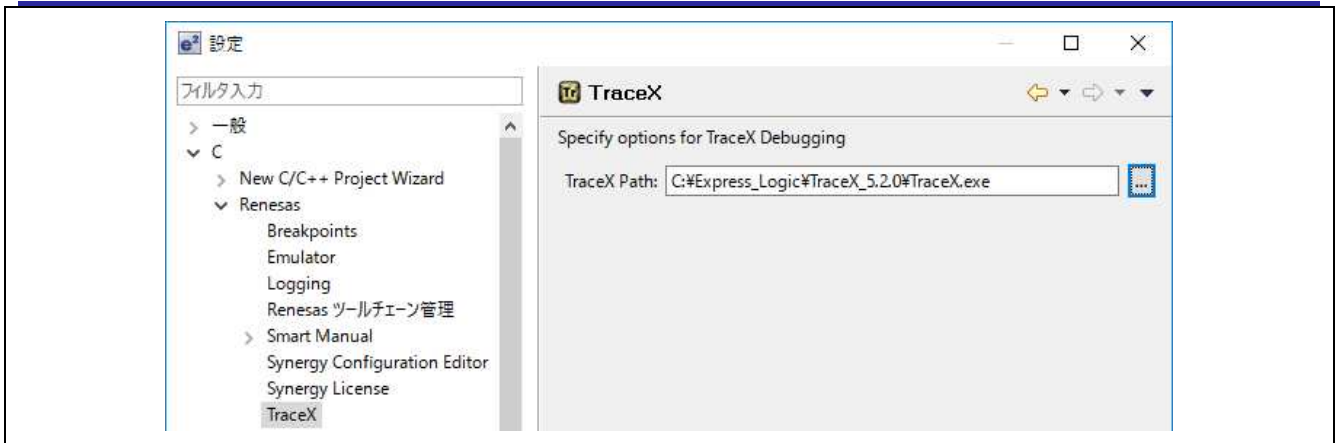 e² 設定
フィルタ入力
一般
C
New C/C++ Project Wizard
Renesas
Breakpoints
Emulator
Logging
Renesas ツールチェーン管理
Smart Manual
Synergy Configuration Editor
Synergy License
TraceX
Tr TraceX
Specify options for TraceX Debugging
TraceX Path: C:¥Express_Logic¥TraceX_5.2.0¥TraceX.exe ...